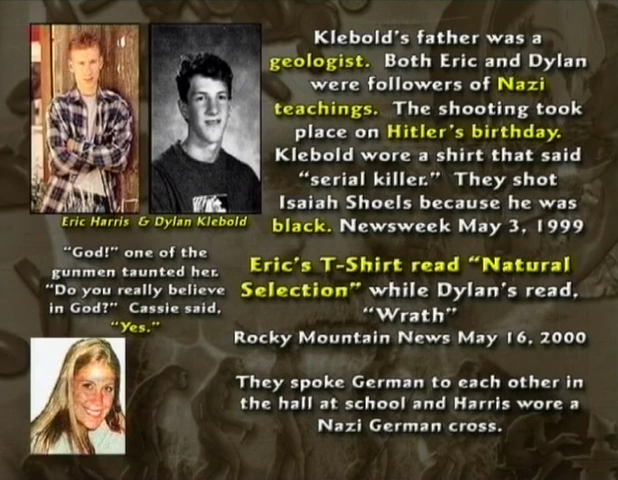 Klebold's father was a
geologist. Both Eric and Dylan
were followers of Nazi
teachings. The shooting took
place on Hitler's birthday.
Klebold wore a shirt that said
"serial killer." They shot
Isaiah Shoels because he was
black. Newsweek May 3, 1999
Eric Harris & Dylan Klebold
"God!" one of the
gunmen taunted her.
"Do you really believe
in God?" Cassie said,
"Yes."
Eric's T-Shirt read "Natural
Selection" while Dylan's read,
"Wrath"
Rocky Mountain News May 16, 2000
They spoke German to each other in
the hall at school and Harris wore a
Nazi German cross.